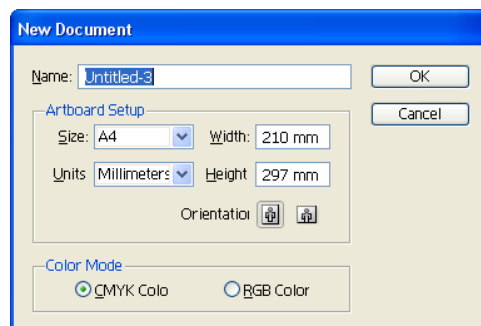 New Document
Name: Untitled-3 OK
Artboard Setup Cancel
Size: A4 Width: 210 mm
Units Millimeters Height 297 mm
Orientation
Color Mode
CMYK Colo RGB Color